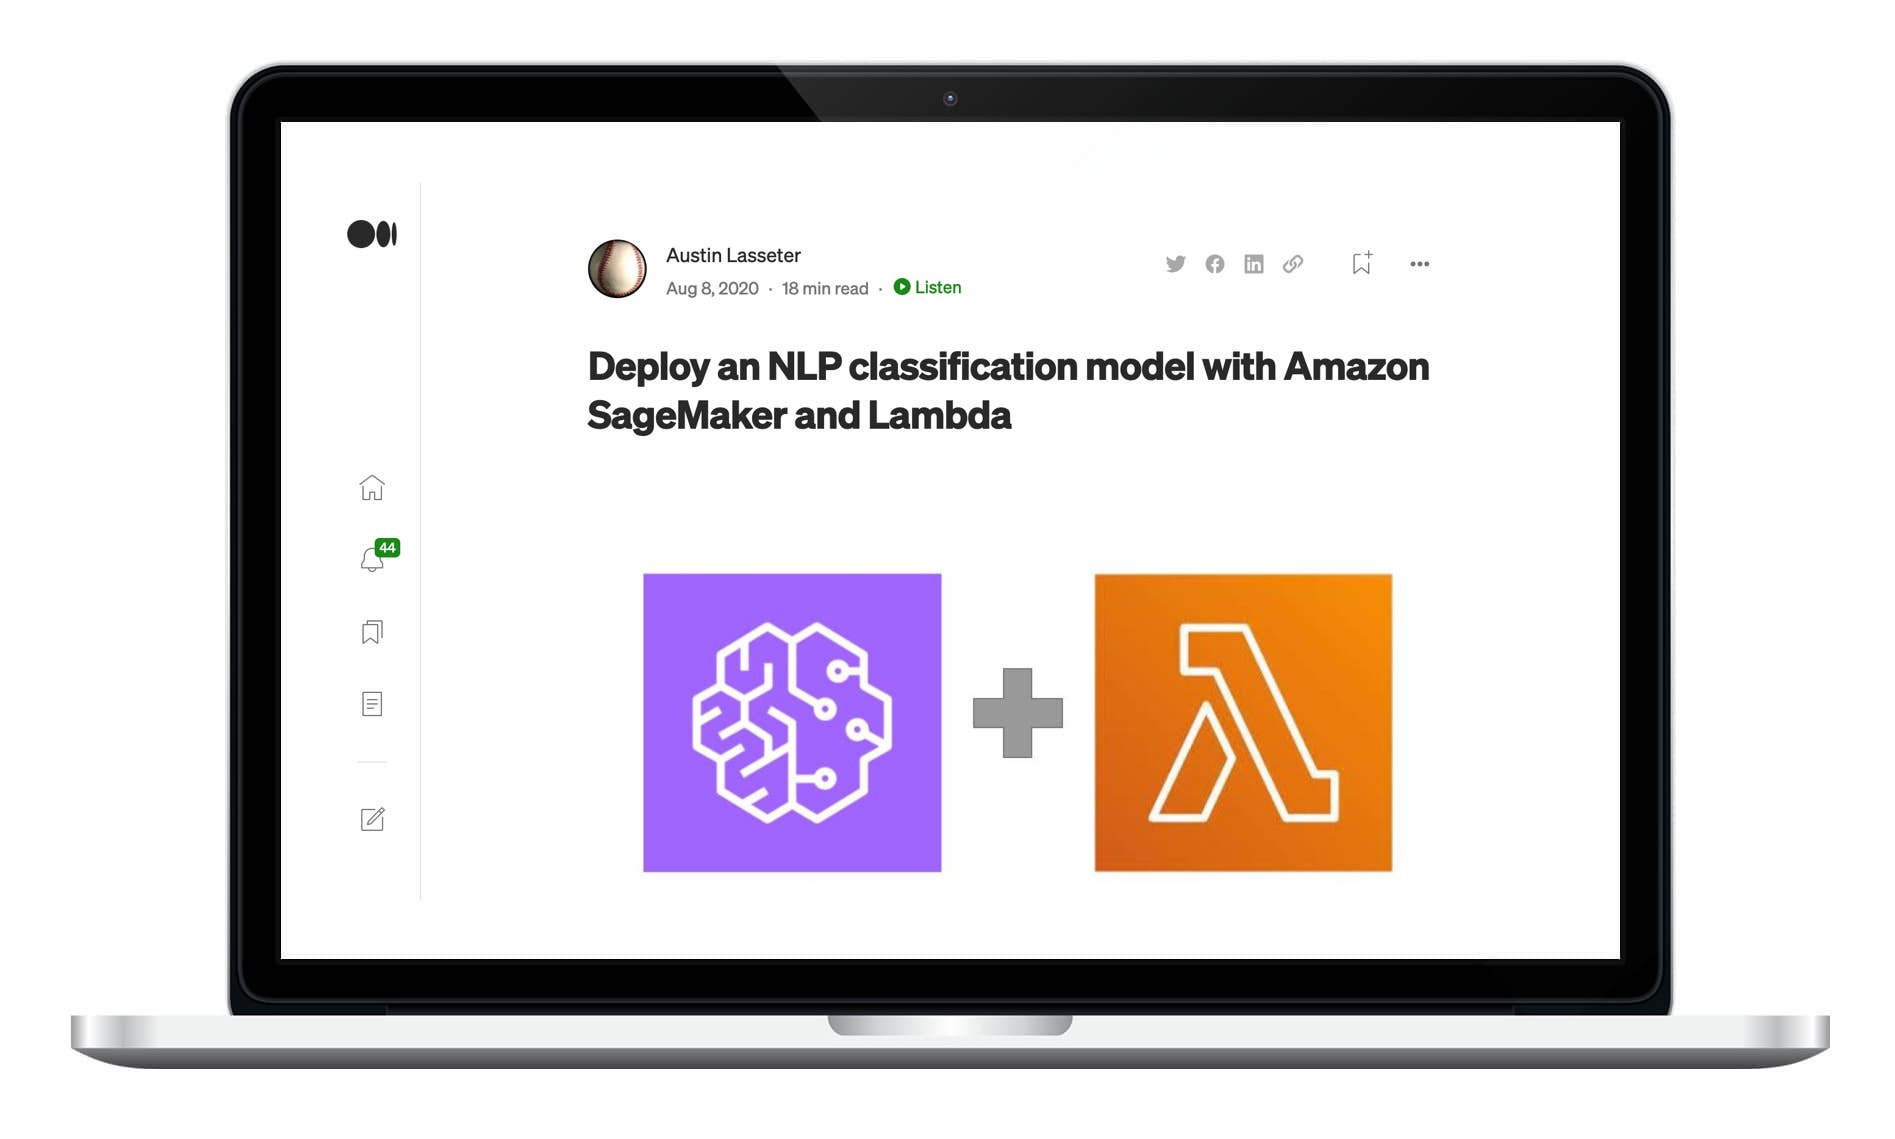 Austin Lasseter
Aug 8, 2020 · 18 min read · Listen
Deploy an NLP classification model with Amazon
SageMaker and Lambda
44